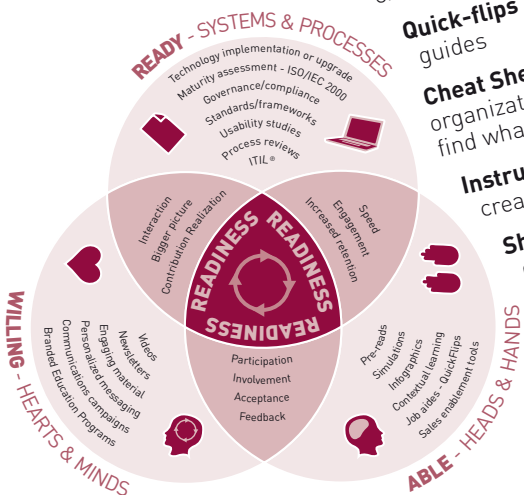 READY - SYSTEMS & PROCESSES
Technology implementation or upgrade
Maturity assessment - ISO/IEC 2000
Governance/compliance
Standards/frameworks
Usability studies
Process reviews
ITIL®
Interaction
Bigger picture
Contribution Realization
Speed
Engagement
Increased retention
READINESS
READINESS
READINESS
WILLING - HEARTS & MINDS
Videos
Newsletters
Engaging material
Personalized messaging
Communications campaigns
Branded Education Programs
Participation
Involvement
Acceptance
Feedback
Pre-reads
Simulations
Infographics
Contextual learning
Job aides - QuickFlips
Sales enablement tools
ABLE - HEADS & HANDS
Quick-flips
guides
Cheat She
organizat
find wha
Instru
crea
Sh